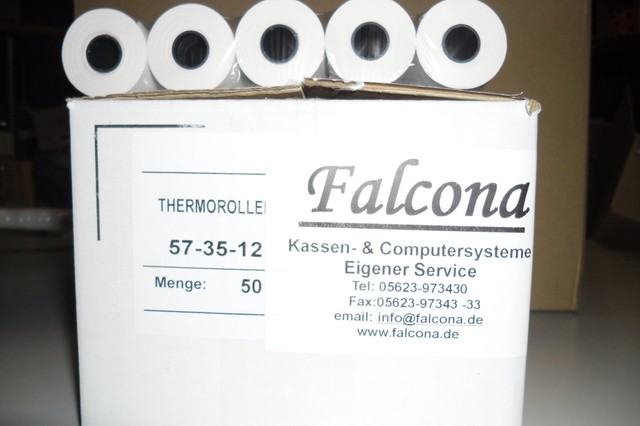 THERMOROLLE
57-35-12
Menge: 50
Falcona
Kassen- & Computersysteme
Eigener Service
Tel: 05623-973430
Fax:05623-97343 -33
email: info@falcona.de
www.falcona.de